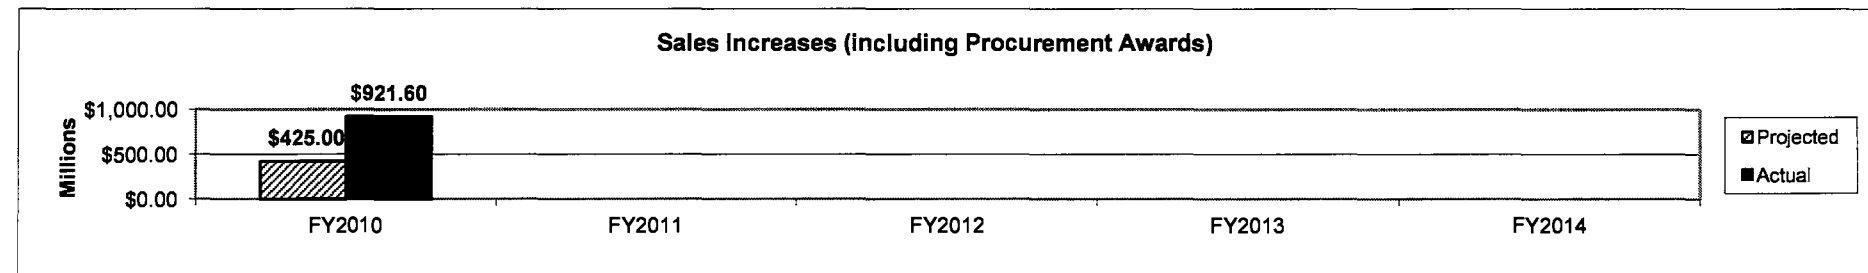 Sales Increases (including Procurement Awards)
$921.60
$1,000.00
$425.00
$500.00
$0.00
Millions
FY2010 FY2011 FY2012 FY2013 FY2014
Projected
Actual